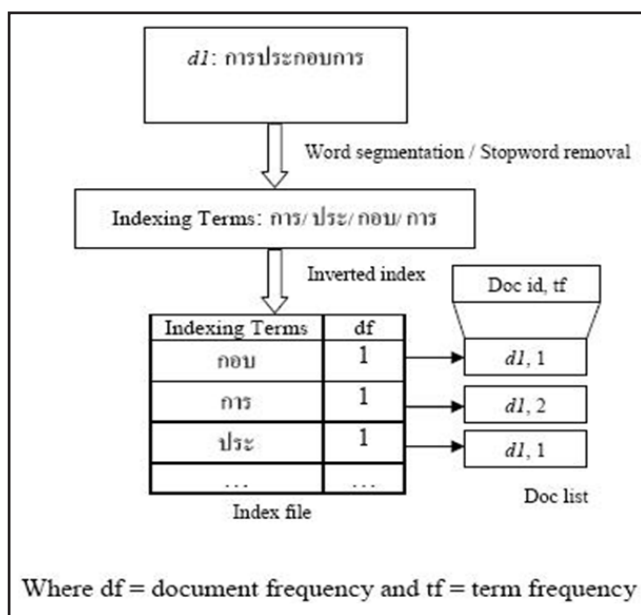 d1: การประกอบการ
Word segmentation / Stopword removal
Indexing Terms: การ/ ประ/ กอบ/ การ
Inverted index
Doc id, tf
Indexing Terms df
กอบ 1 d1, 1
การ 1 d1, 2
ประ 1 d1, 1
... ...
Index file
Doc list
Where df = document frequency and tf = term frequency